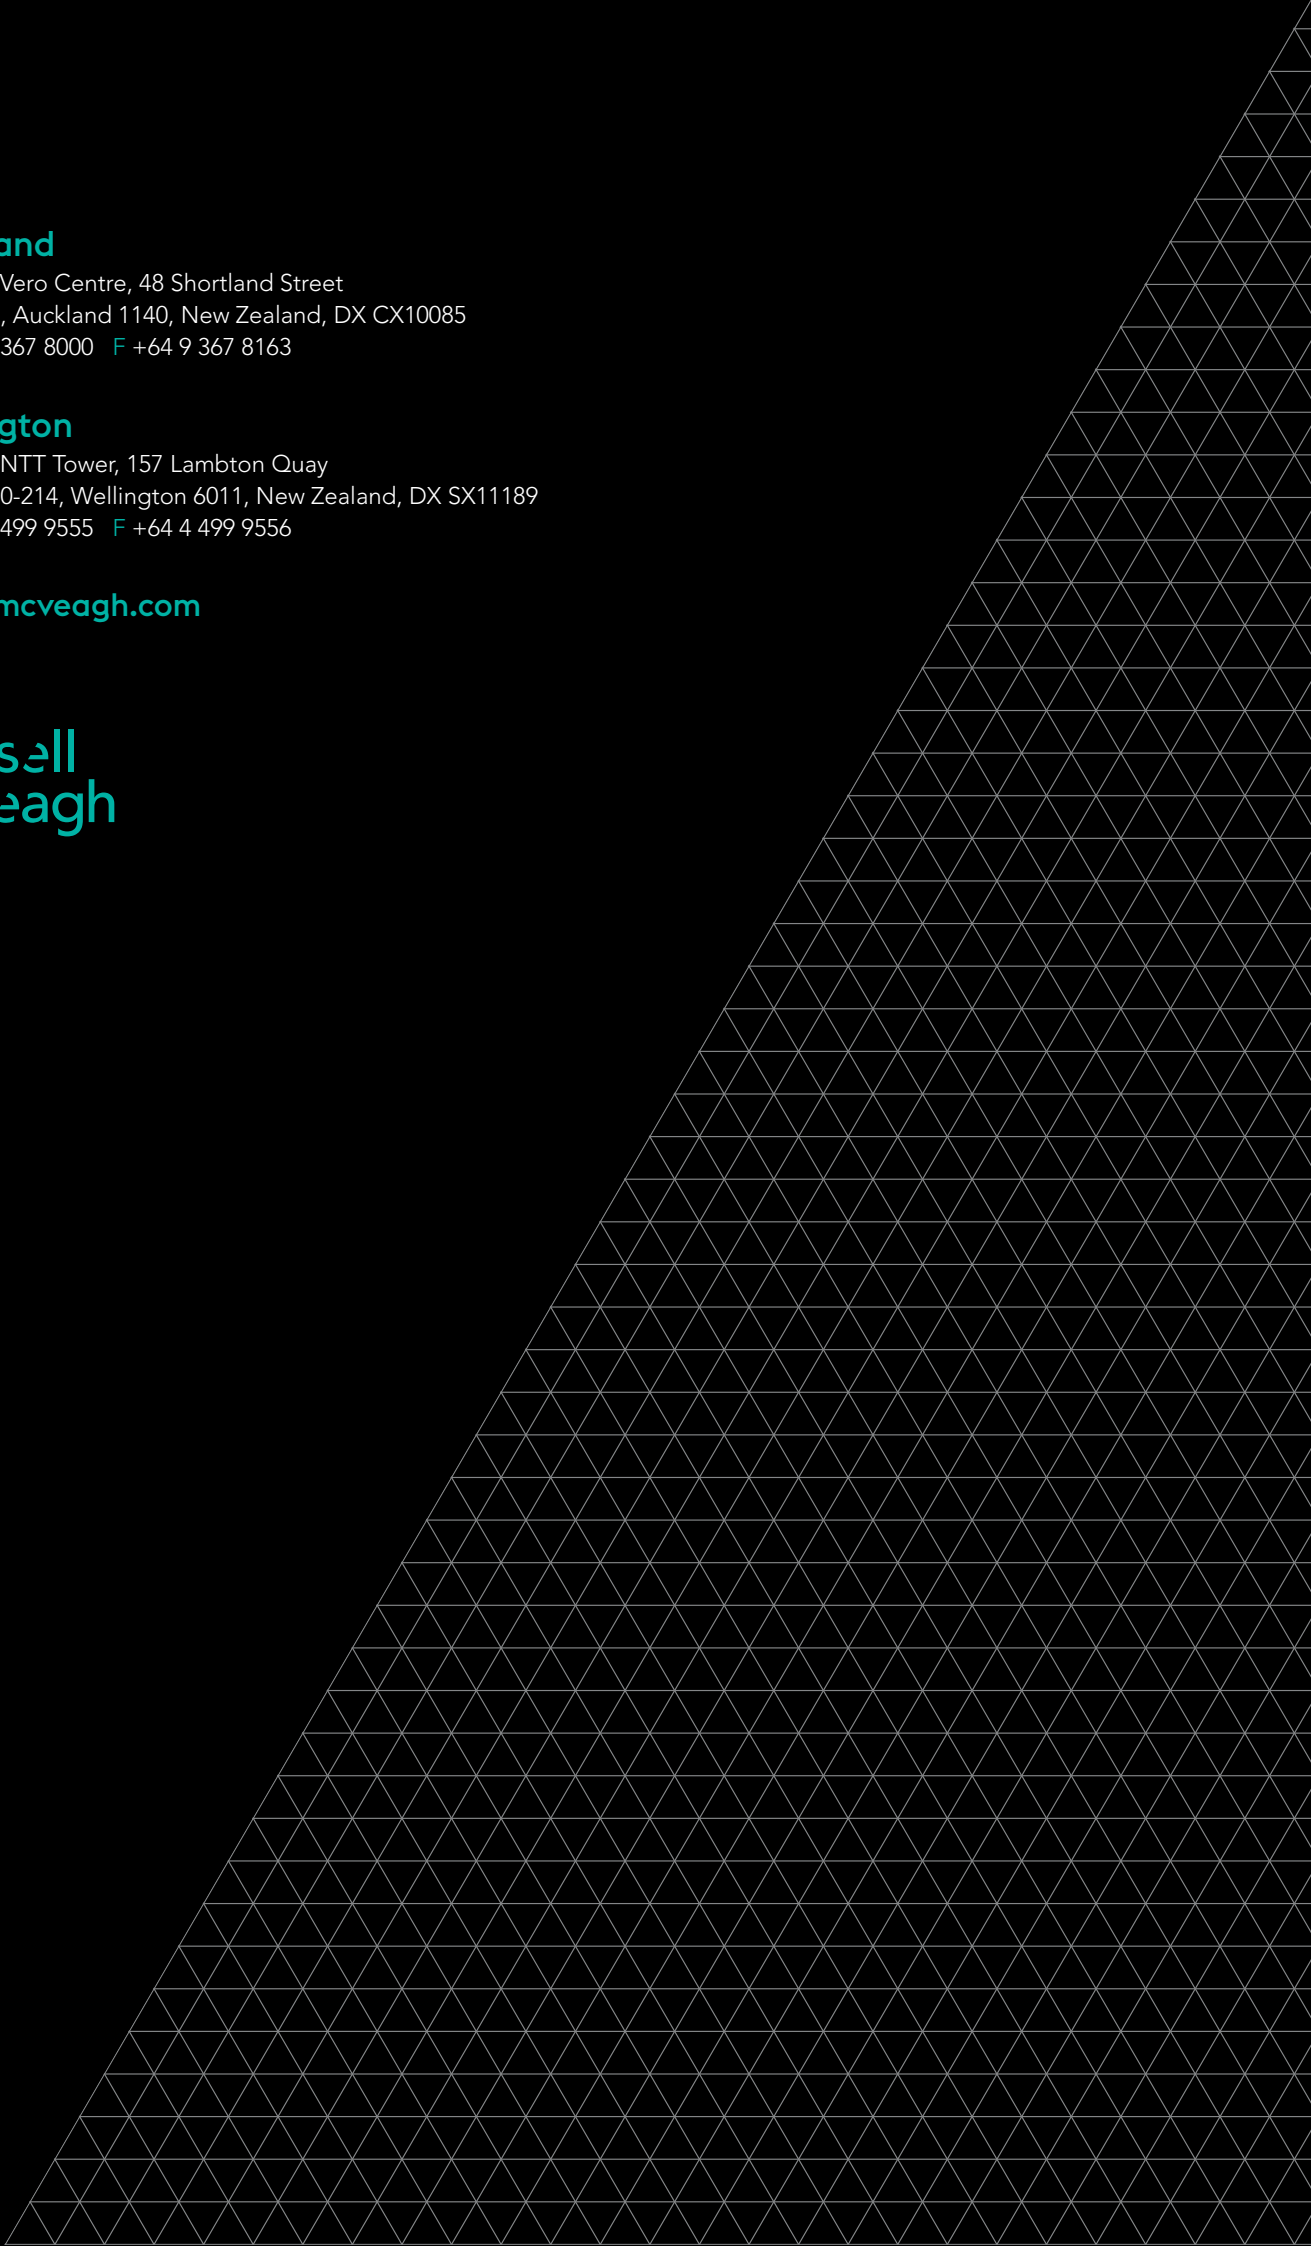 and
Vero Centre, 48 Shortland Street
, Auckland 1140, New Zealand, DX CX10085
367 8000 F +64 9 367 8163
gton
NTT Tower, 157 Lambton Quay
0-214, Wellington 6011, New Zealand, DX SX11189
499 9555 F +64 4 499 9556
mcveagh.com
sell
eagh